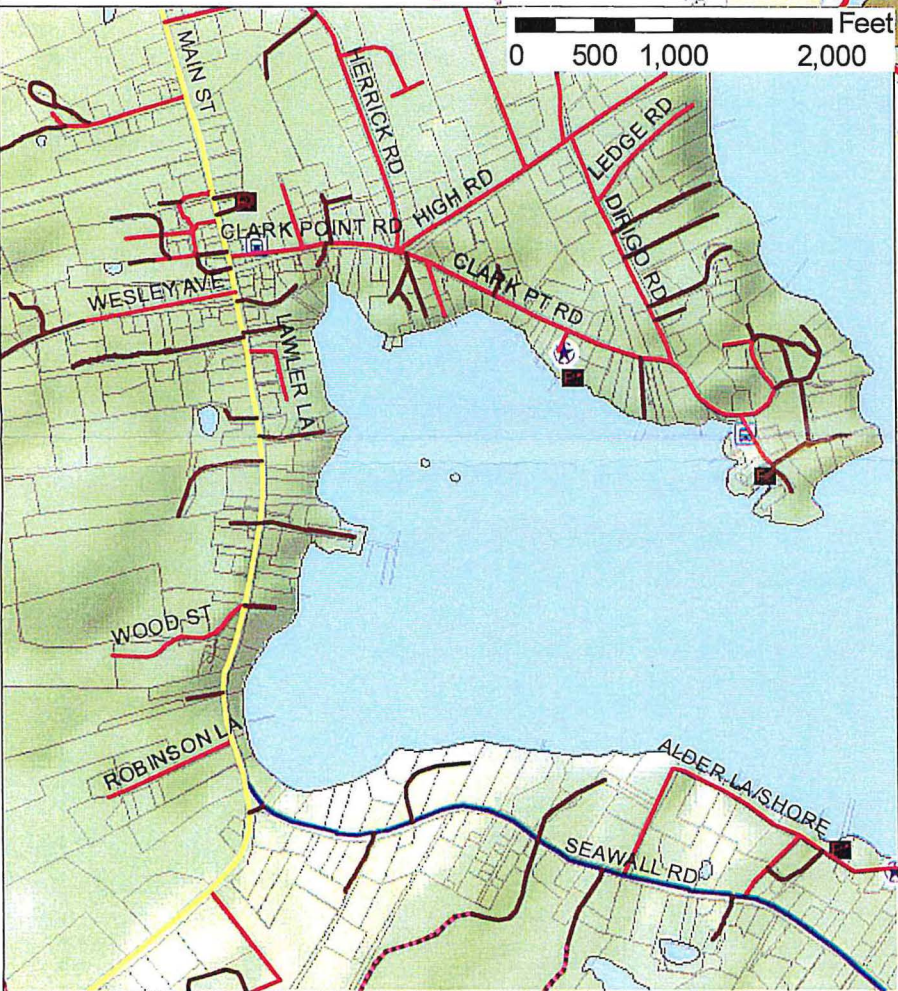 Feet
0 500 1,000 2,000
MAIN ST
HERRICK RD
LEDGE RD
HIGH RD
DIRIGO RD
CLARK POINT RD
CLARK PT RD
WESLEY AVE
LAWLER LA
WOOD ST
ROBINSON LA
ALDER LA/SHORE
SEAWALL RD